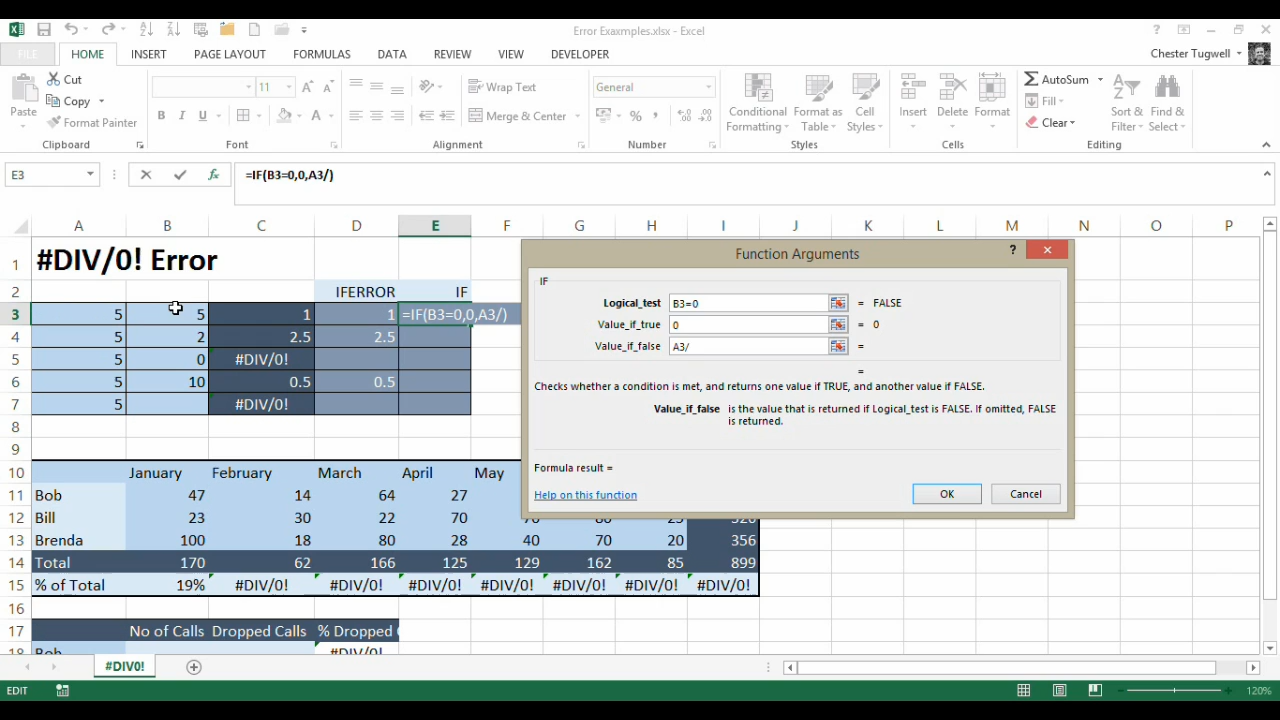 Error Exaxmples.xlsx - Excel
FILE HOME INSERT PAGE LAYOUT FORMULAS DATA REVIEW VIEW DEVELOPER Chester Tugwell
Paste Cut Copy Format Painter
Clipboard
11
B I U A
Font
Wrap Text
Merge & Center
Alignment
General
%
Number
Conditional Formatting Format as Table Cell Styles
Styles
Insert Delete Format
Cells
AutoSum Fill Clear Sort & Filter Find & Select
Editing
E3 fx =IF(B3=0,0,A3/)
A B C D E F G H I J K L M N O P
1 #DIV/0! Error
2 IFERROR IF
3 5 5 1 1 =IF(B3=0,0,A3/)
4 5 2 2.5 2.5
5 5 0 #DIV/0!
6 5 10 0.5 0.5
7 5 #DIV/0!
8
9
10 January February March April May
11 Bob 47 14 64 27
12 Bill 23 30 22 70
13 Brenda 100 18 80 28 40 70 20 356
14 Total 170 62 166 125 129 162 85 899
15 % of Total 19% #DIV/0! #DIV/0! #DIV/0! #DIV/0! #DIV/0! #DIV/0! #DIV/0!
16
17 No of Calls Dropped Calls % Dropped
18 Bob #DIV/0!
Function Arguments
IF
Logical_test B3=0 = FALSE
Value_if_true 0 = 0
Value_if_false A3/ =
=
Checks whether a condition is met, and returns one value if TRUE, and another value if FALSE.
Value_if_false is the value that is returned if Logical_test is FALSE. If omitted, FALSE
is returned.
Formula result =
Help on this function OK Cancel
#DIV0!
EDIT 120%